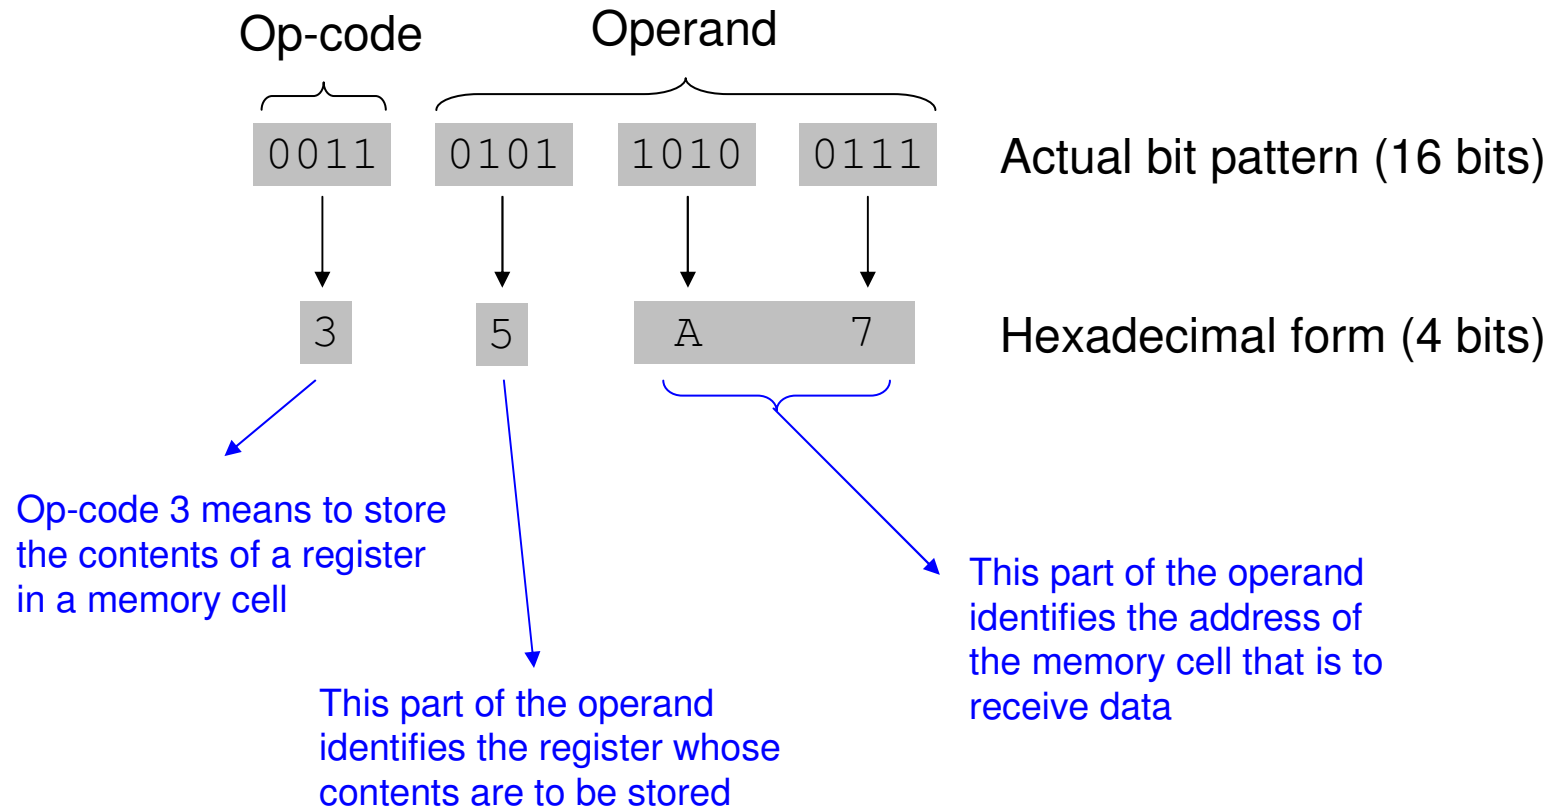 Op-code Operand
0011 0101 1010 0111 Actual bit pattern (16 bits)
3 5 A 7 Hexadecimal form (4 bits)
Op-code 3 means to store
the contents of a register
in a memory cell
This part of the operand
identifies the register whose
contents are to be stored
This part of the operand
identifies the address of
the memory cell that is to
receive data